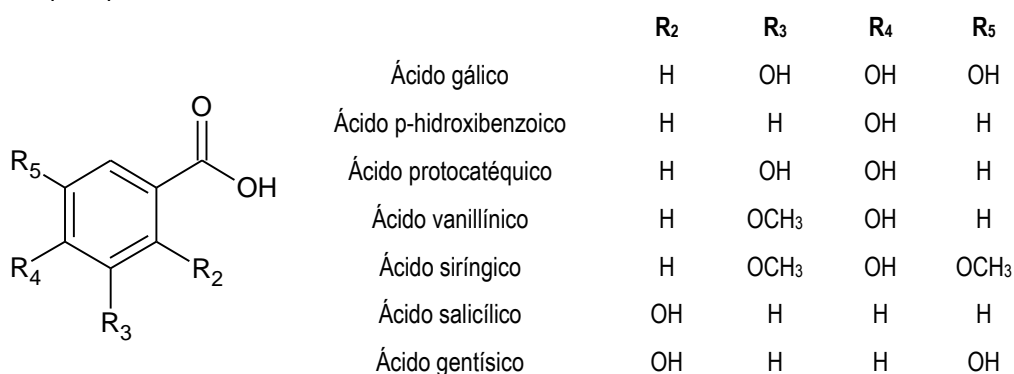 R2 R3 R4 R5
Ácido gálico H OH OH OH
Ácido p-hidroxibenzoico H H OH H
Ácido protocatéquico H OH OH H
Ácido vanillínico H OCH3 OH H
Ácido siríngico H OCH3 OH OCH3
Ácido salicílico OH H H H
Ácido gentísico OH H H OH
O
R5
OH
R4
R2
R3